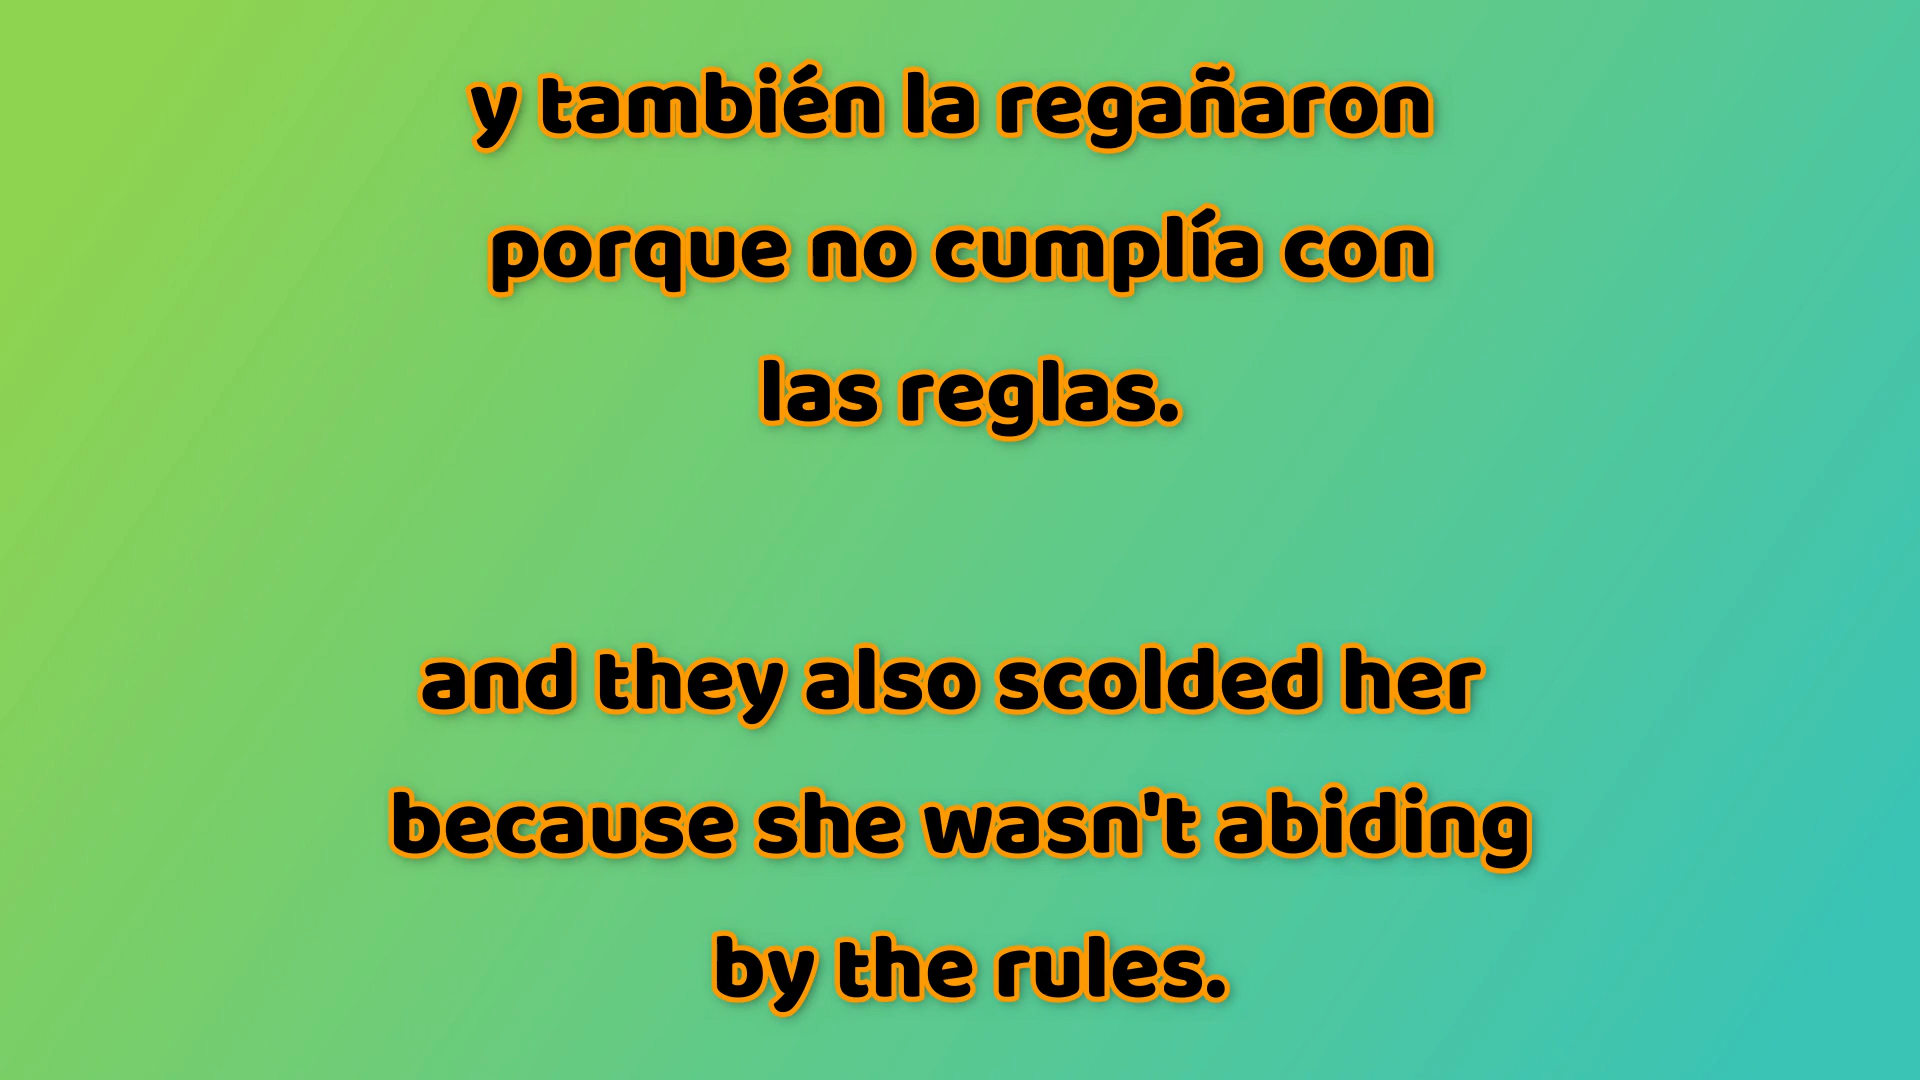 y también la regañaron
porque no cumplía con
las reglas.
and they also scolded her
because she wasn't abiding
by the rules.